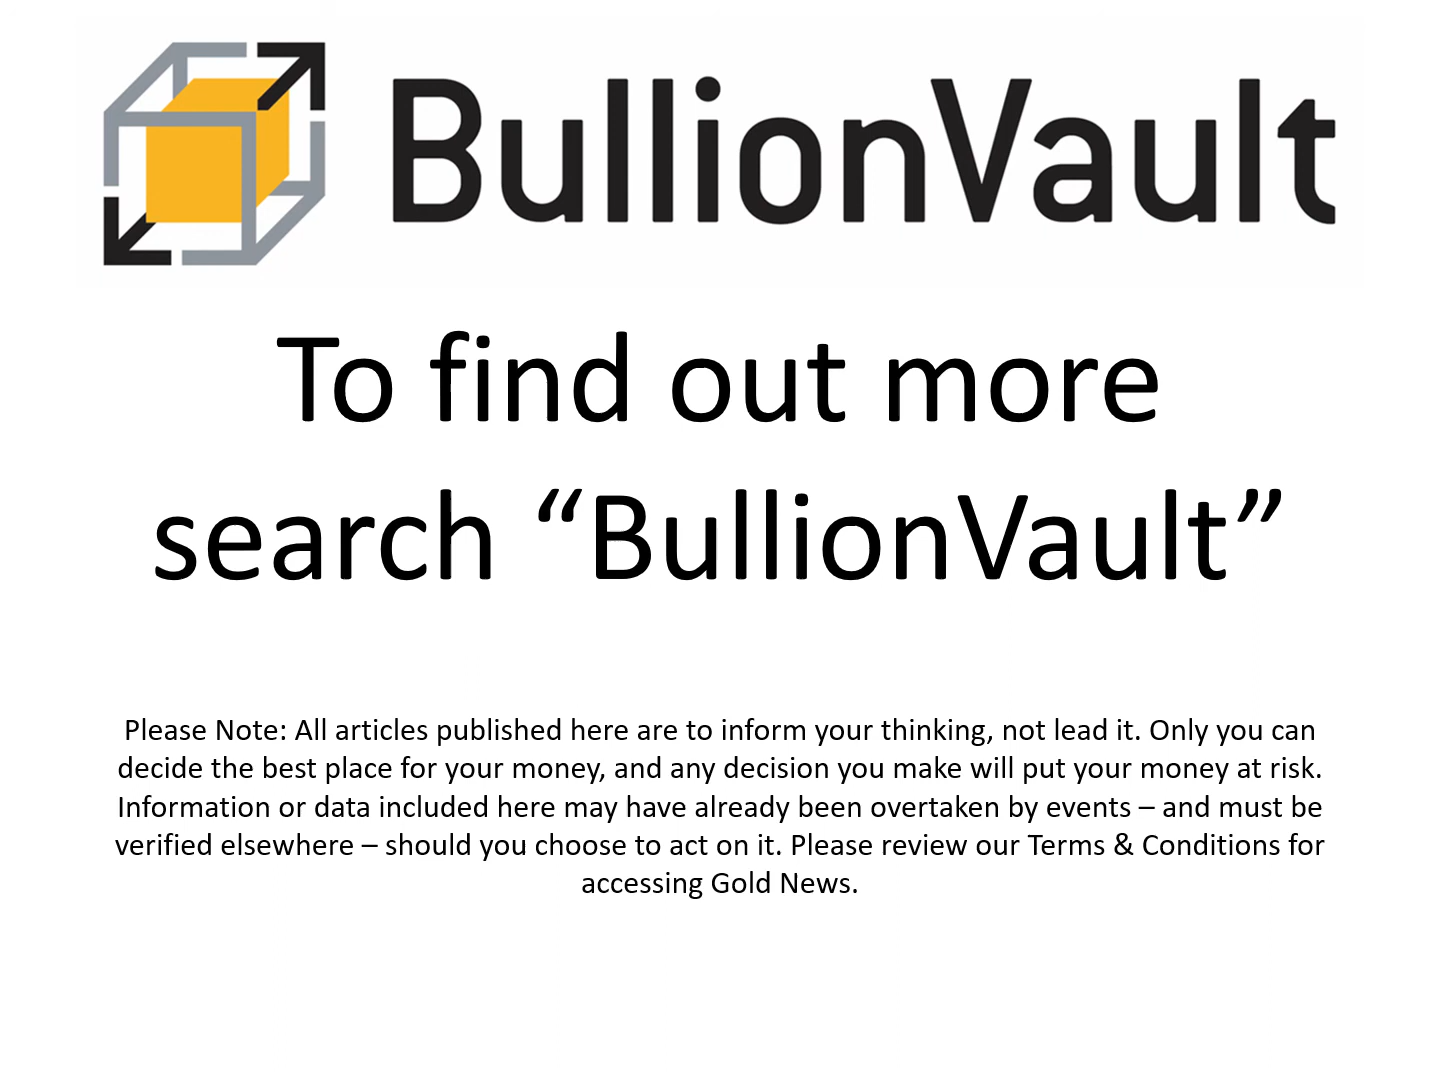 BullionVault
To find out more
search “BullionVault”
Please Note: All articles published here are to inform your thinking, not lead it. Only you can
decide the best place for your money, and any decision you make will put your money at risk.
Information or data included here may have already been overtaken by events – and must be
verified elsewhere – should you choose to act on it. Please review our Terms & Conditions for
accessing Gold News.